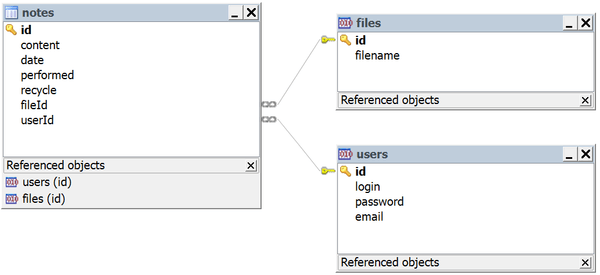 notes
id
content
date
performed
recycle
fileId
userId
Referenced objects
users (id)
files (id)
files
id
filename
Referenced objects
users
id
login
password
email
Referenced objects